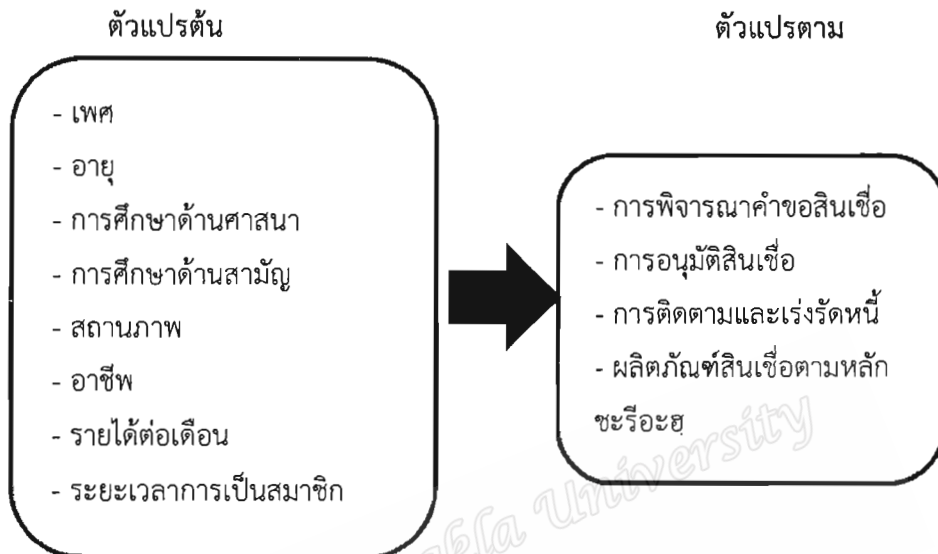 ตัวแปรต้น
ตัวแปรตาม
- เพศ
- อายุ
- การศึกษาด้านศาสนา
- การศึกษาด้านสามัญ
- สถานภาพ
- อาชีพ
- รายได้ต่อเดือน
- ระยะเวลาการเป็นสมาชิก
- การพิจารณาคำขอสินเชื่อ
- การอนุมัติสินเชื่อ
- การติดตามและเร่งรัดหนี้
- ผลิตภัณฑ์สินเชื่อตามหลัก
ชะรีอะฮฺ
University